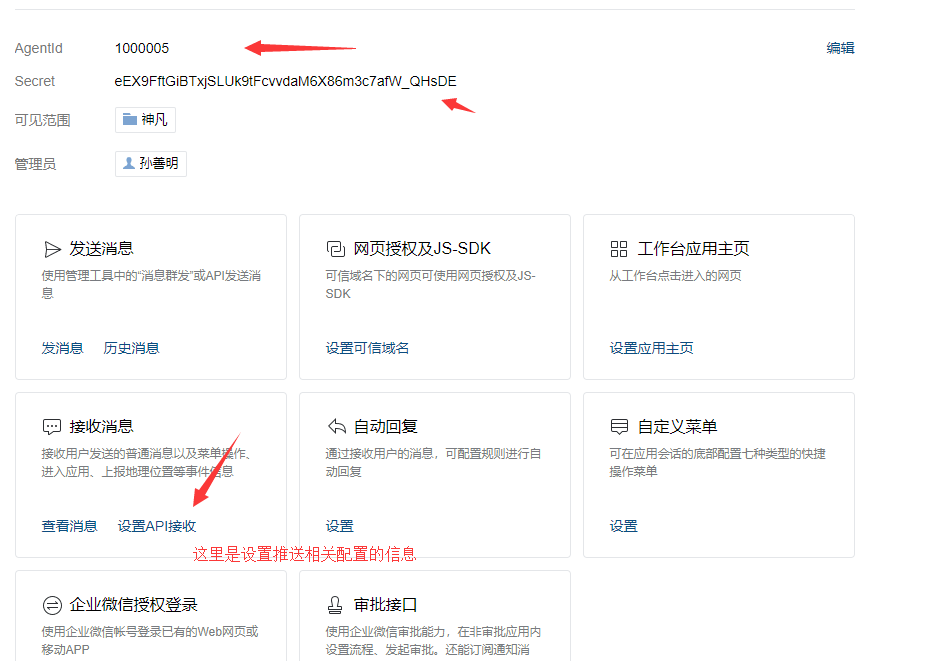 AgentId 1000005 编辑
Secret eEX9FftGiBTxjSLUk9tFcvvdaM6X86m3c7afW_QHsDE
可见范围 神凡
管理员 孙善明
发送消息
使用管理工具中的“消息群发”或API发送消
息
发消息 历史消息
网页授权及JS-SDK
可信域名下的网页可使用网页授权及JS-
SDK
设置可信域名
工作台应用主页
从工作台点击进入的网页
设置应用主页
接收消息
接收用户发送的普通消息以及菜单操作、
进入应用、上报地理位置等事件信息
查看消息 设置API接收
自动回复
通过接收用户的消息，可配置规则进行自
动回复
设置
自定义菜单
可在应用会话的底部配置七种类型的快捷
操作菜单
设置
这里是设置推送相关配置的信息
企业微信授权登录
使用企业微信帐号登录已有的Web网页或
移动APP
审批接口
使用企业微信审批能力，在非审批应用内
设置流程、发起审批。还能订阅通知消